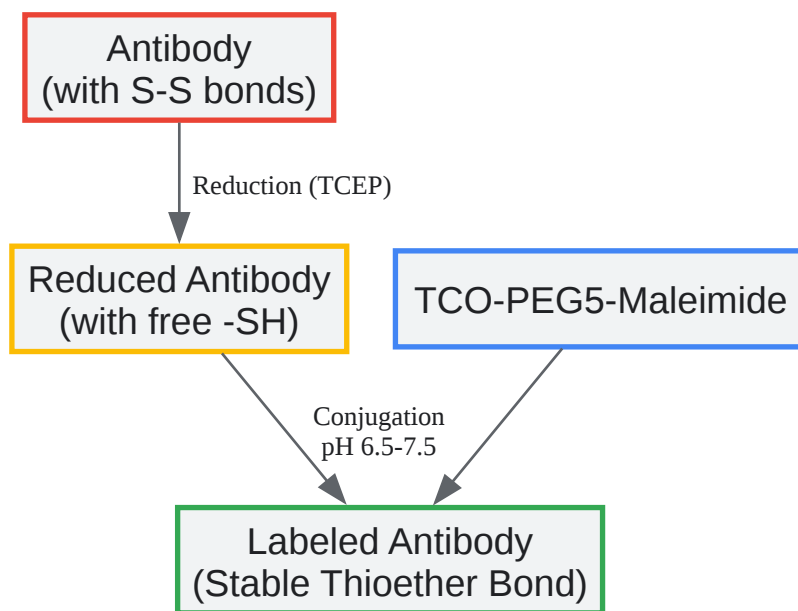 Antibody
(with S-S bonds)
Reduction (TCEP)
Reduced Antibody
(with free -SH)
TCO-PEG5-Maleimide
Conjugation
pH 6.5-7.5
Labeled Antibody
(Stable Thioether Bond)